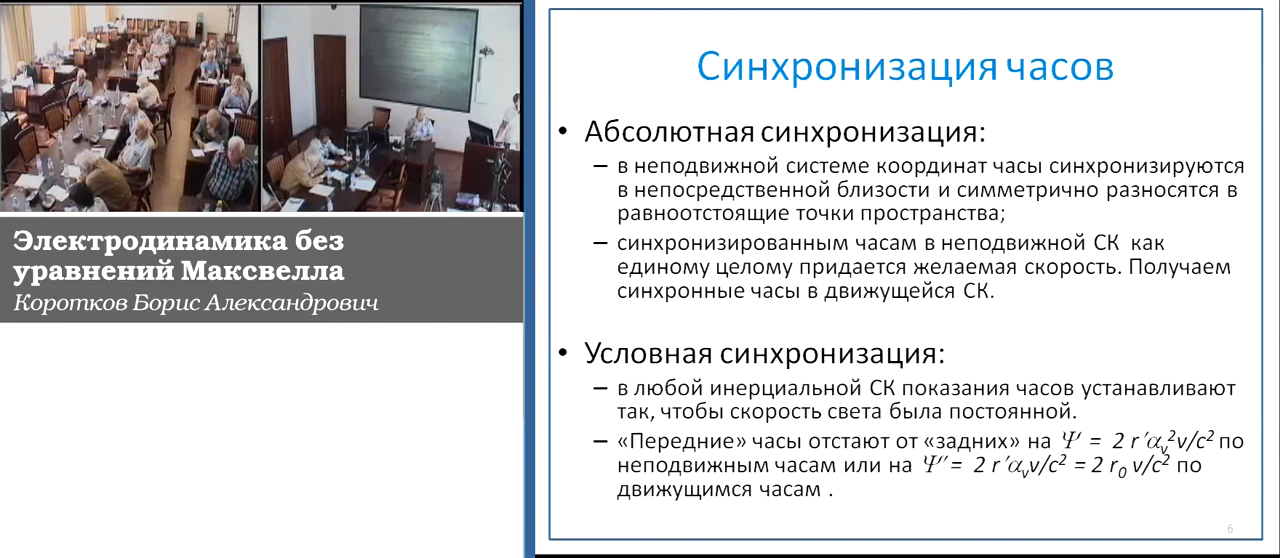 Электродинамика без
уравнений Максвелла
Коротков Борис Александрович
Синхронизация часов
• Абсолютная синхронизация:
– в неподвижной системе координат часы синхронизируются
в непосредственной близости и симметрично разносятся в
равноотстоящие точки пространства;
– синхронизированным часам в неподвижной СК как
единому целому придается желаемая скорость. Получаем
синхронные часы в движущейся СК.
• Условная синхронизация:
– в любой инерциальной СК показания часов устанавливают
так, чтобы скорость света была постоянной.
– «Передние» часы отстают от «задних» на Ψ′ = 2 r′αᵥ²v/c² по
неподвижным часам или на Ψ″ = 2 r′αᵥv/c² = 2 r₀ v/c² по
движущимся часам .
6